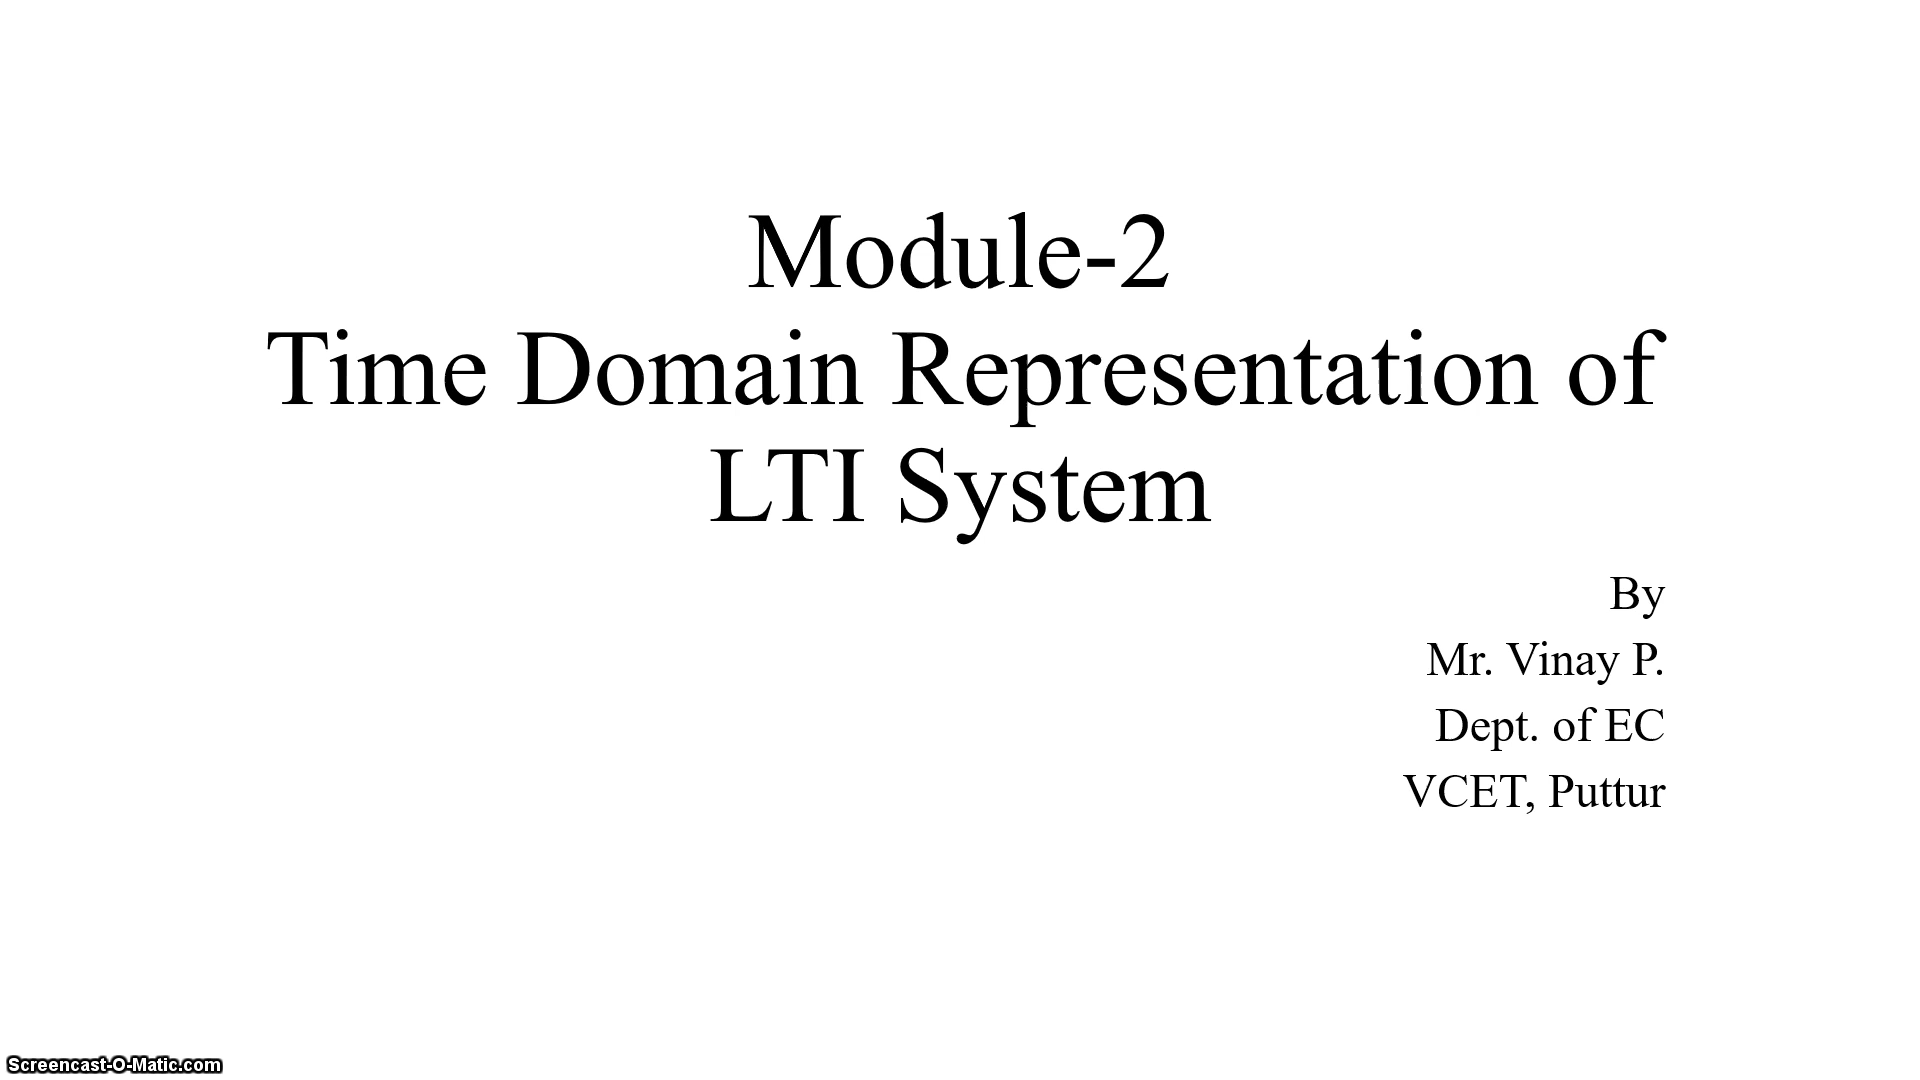 Module-2
Time Domain Representation of
LTI System
By
Mr. Vinay P.
Dept. of EC
VCET, Puttur
Screencast-O-Matic.com